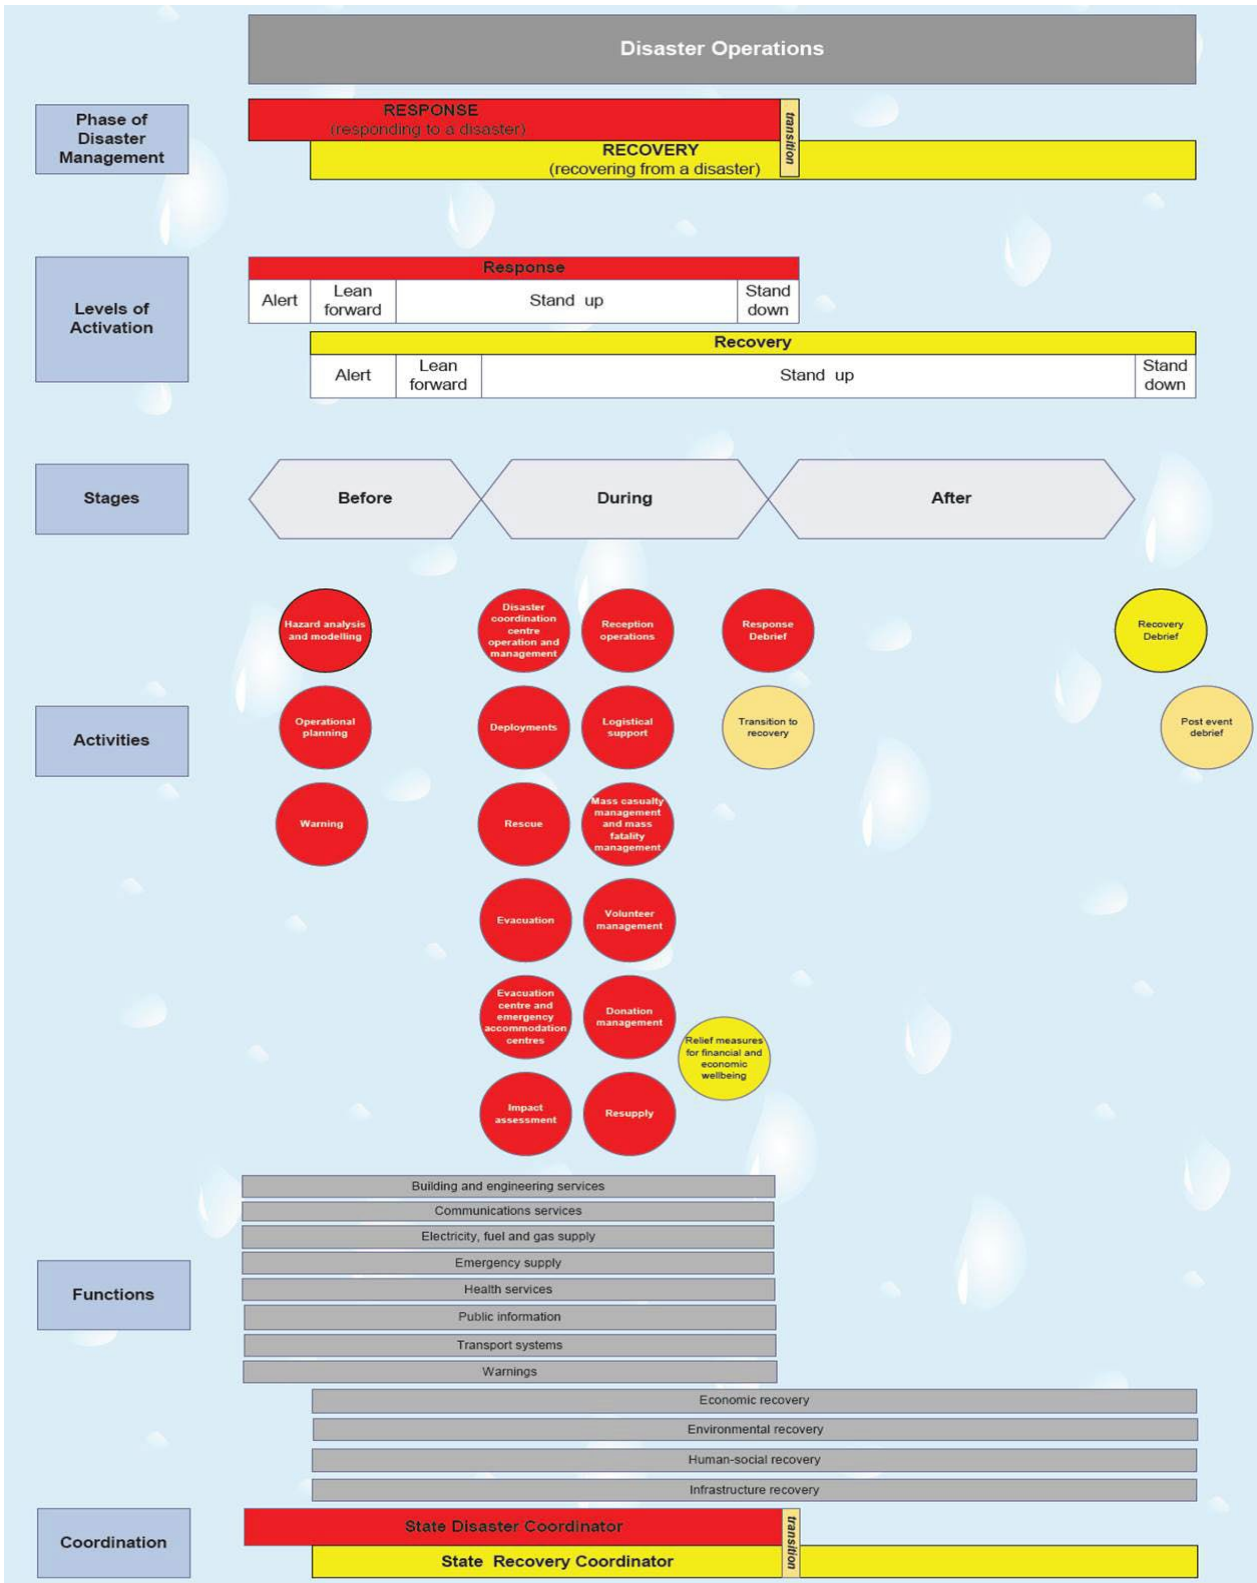 Disaster Operations
Phase of
Disaster
Management
RESPONSE
(responding to a disaster)
transition
RECOVERY
(recovering from a disaster)
Levels of
Activation
Response
Alert
Lean
forward
Stand up
Stand
down
Recovery
Alert
Lean
forward
Stand up
Stand
down
Stages
Before
During
After
Activities
Hazard analysis
and modelling
Disaster
coordination
centre
operation and
management
Reception
operations
Response
Debrief
Recovery
Debrief
Operational
planning
Deployments
Logistical
support
Transition to
recovery
Post event
debrief
Warning
Rescue
Mass casualty
management
and mass
fatality
management
Evacuation
Volunteer
management
Evacuation
centre and
emergency
accommodation
centres
Donation
management
Relief measures
for financial and
economic
wellbeing
Impact
assessment
Resupply
Functions
Building and engineering services
Communications services
Electricity, fuel and gas supply
Emergency supply
Health services
Public information
Transport systems
Warnings
Economic recovery
Environmental recovery
Human-social recovery
Infrastructure recovery
Coordination
State Disaster Coordinator
transition
State Recovery Coordinator